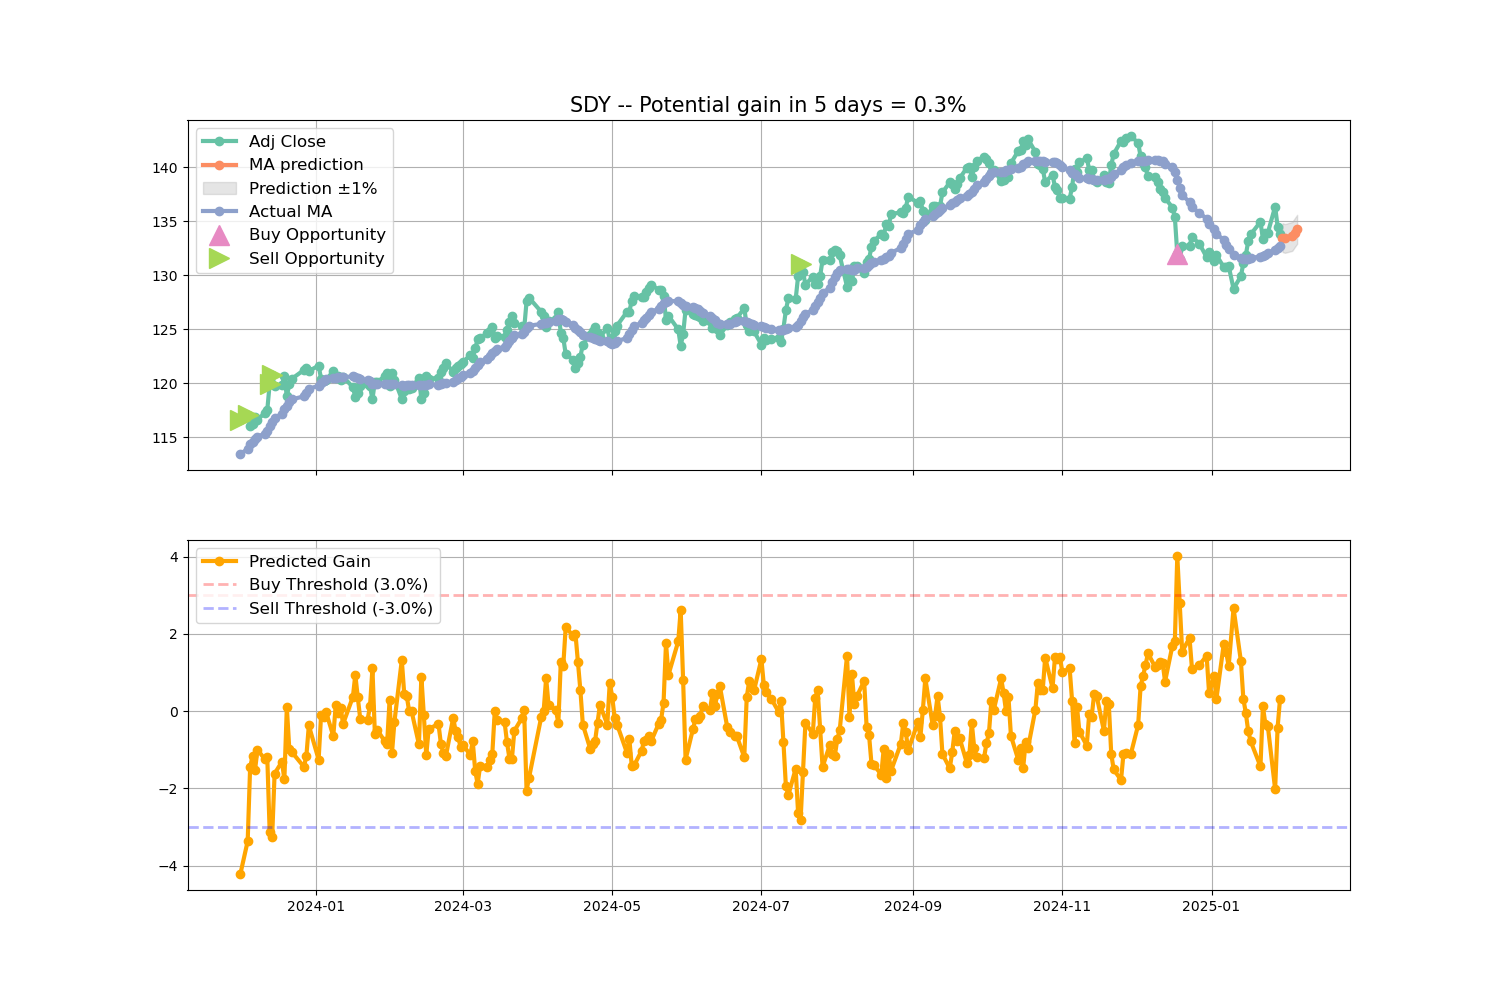 SDY -- Potential gain in 5 days = 0.3%
Adj Close
MA prediction
Prediction ±1%
Actual MA
Buy Opportunity
Sell Opportunity
140
135
130
125
120
115
Predicted Gain
Buy Threshold (3.0%)
Sell Threshold (-3.0%)
4
2
0
−2
−4
2024-01 2024-03 2024-05 2024-07 2024-09 2024-11 2025-01